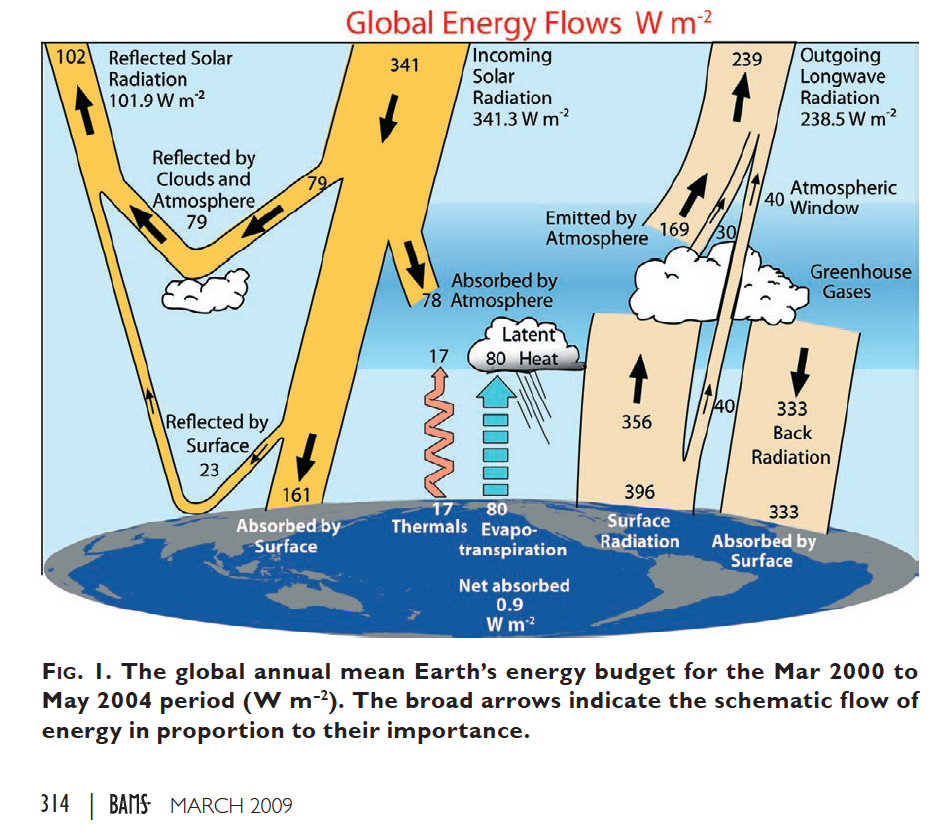 Global Energy Flows W m-2
102
Reflected Solar
Radiation
101.9 W m-2
341
Incoming
Solar
Radiation
341.3 W m-2
239
Outgoing
Longwave
Radiation
238.5 W m-2
Reflected by
Clouds and
Atmosphere
79
79
Emitted by
Atmosphere
169
30
40
Atmospheric
Window
Greenhouse
Gases
Absorbed by
78 Atmosphere
Latent
80 Heat
17
356
40
333
Back
Radiation
Reflected by
Surface
23
161
Absorbed by
Surface
17
Thermals
80
Evapo-
transpiration
396
Surface
Radiation
333
Absorbed by
Surface
Net absorbed
0.9
W m-2
FIG. 1. The global annual mean Earth's energy budget for the Mar 2000 to
May 2004 period (W m-2). The broad arrows indicate the schematic flow of
energy in proportion to their importance.
314 | BAMS MARCH 2009